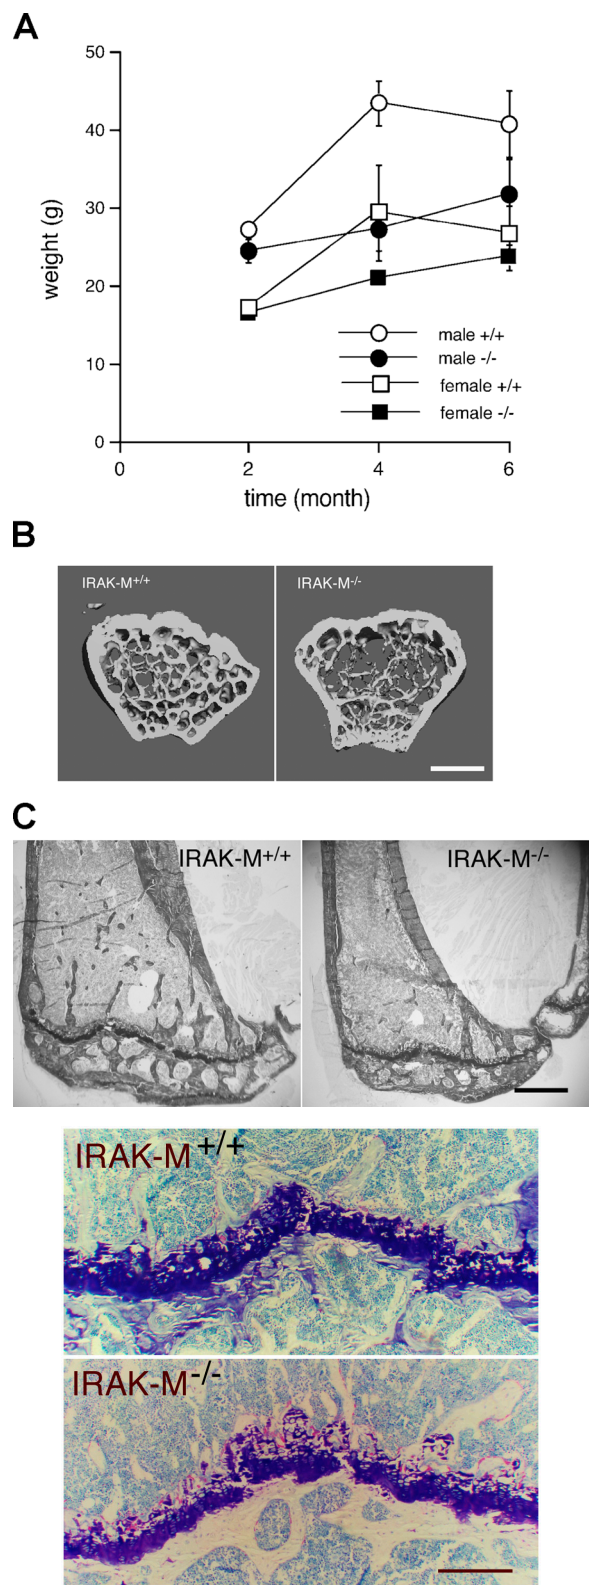 A
50
40
30
20
10
0
weight (g)
0 2 4 6
time (month)
male +/+
male -/-
female +/+
female -/-
B
IRAK-M+/+ IRAK-M-/-
C
IRAK-M+/+ IRAK-M-/-
IRAK-M +/+
IRAK-M-/-